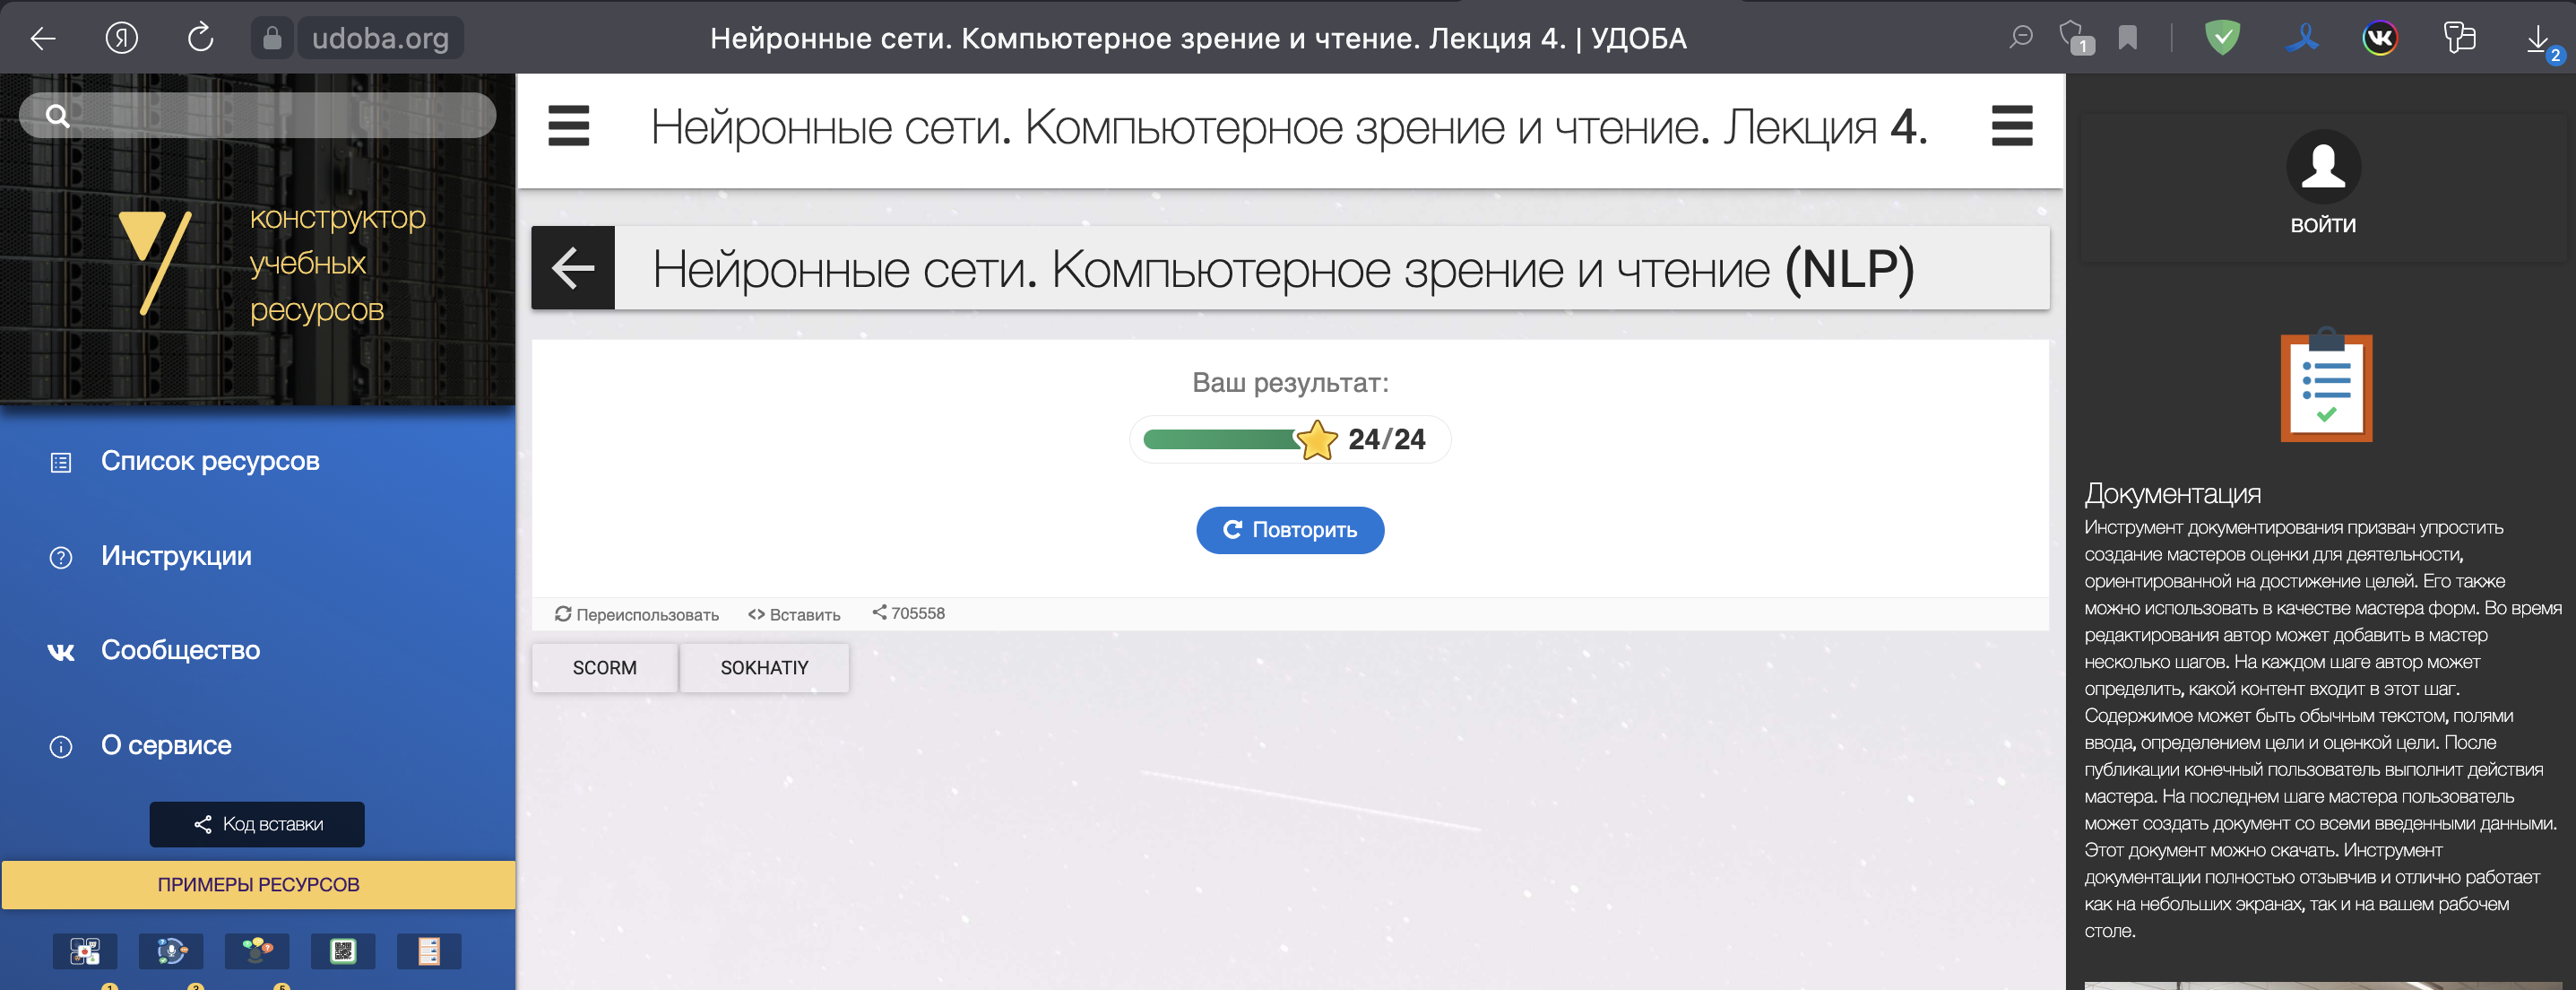 udoba.org
Нейронные сети. Компьютерное зрение и чтение. Лекция 4. | УДОБА
1
2
конструктор
учебных
ресурсов
Список ресурсов
Инструкции
Сообщество
О сервисе
Код вставки
ПРИМЕРЫ РЕСУРСОВ
1
3
5
Нейронные сети. Компьютерное зрение и чтение. Лекция 4.
Нейронные сети. Компьютерное зрение и чтение (NLP)
Ваш результат:
24/24
Повторить
Переиспользовать
Вставить
705558
SCORM
SOKHATIY
ВОЙТИ
Документация
Инструмент документирования призван упростить
создание мастеров оценки для деятельности,
ориентированной на достижение целей. Его также
можно использовать в качестве мастера форм. Во время
редактирования автор может добавить в мастер
несколько шагов. На каждом шаге автор может
определить, какой контент входит в этот шаг.
Содержимое может быть обычным текстом, полями
ввода, определением цели и оценкой цели. После
публикации конечный пользователь выполнит действия
мастера. На последнем шаге мастера пользователь
может создать документ со всеми введенными данными.
Этот документ можно скачать. Инструмент
документации полностью отзывчив и отлично работает
как на небольших экранах, так и на вашем рабочем
столе.